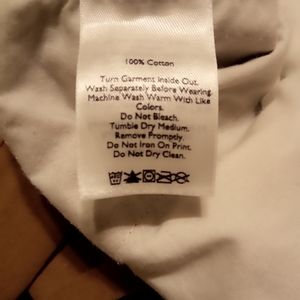 100% Cotton
Turn Garment Inside Out.
Wash Separately Before Wearing.
Machine Wash Warm With Like
Colors.
Do Not Bleach.
Tumble Dry Medium.
Remove Promptly.
Do Not Iron On Print.
Do Not Dry Clean.